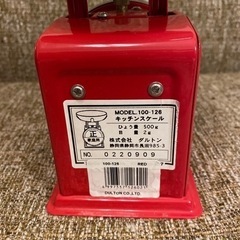 MODEL.100-126
キッチンスケール
ひょう量 500g
目量 2g
株式会社 ダルトン
正
NO. 0220909
100-126 RED
DULTON CO.,LTD.